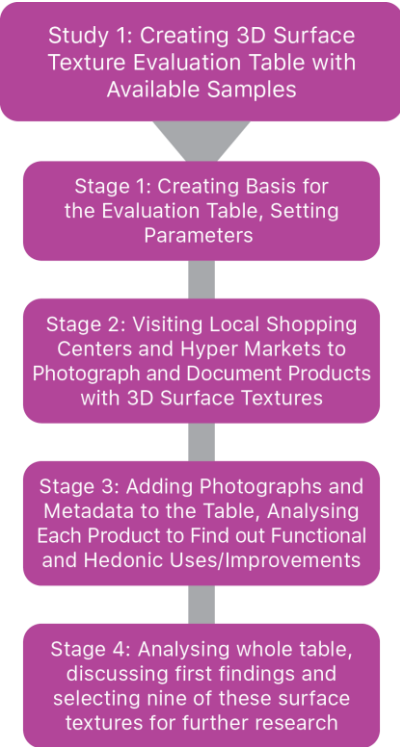 Study 1: Creating 3D Surface
Texture Evaluation Table with
Available Samples
Stage 1: Creating Basis for
the Evaluation Table, Setting
Parameters
Stage 2: Visiting Local Shopping
Centers and Hyper Markets to
Photograph and Document Products
with 3D Surface Textures
Stage 3: Adding Photographs and
Metadata to the Table, Analysing
Each Product to Find out Functional
and Hedonic Uses/Improvements
Stage 4: Analysing whole table,
discussing first findings and
selecting nine of these surface
textures for further research